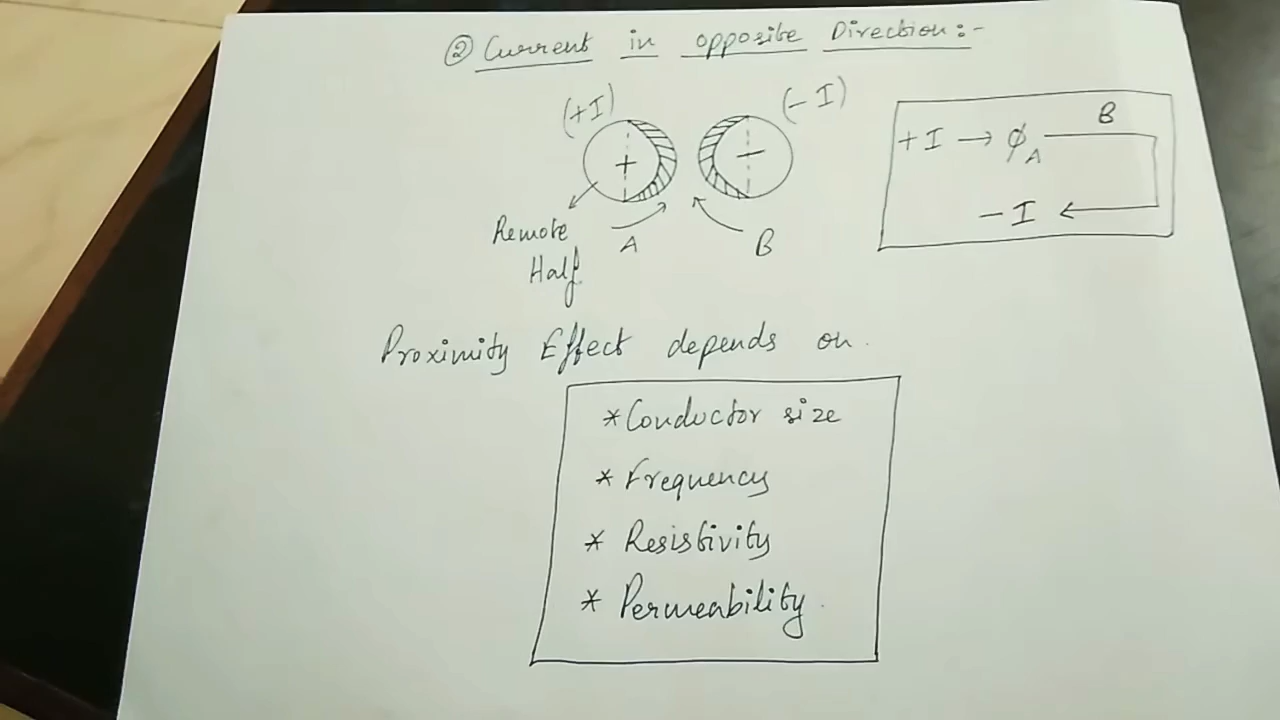 ② Current in opposite Direction:-
(+I) (- I)
+ −
Remote
Half.
A B
+I → ϕA B
-I ←
Proximity Effect depends on.
* Conductor size
* Frequency
* Resistivity
* Permeability.